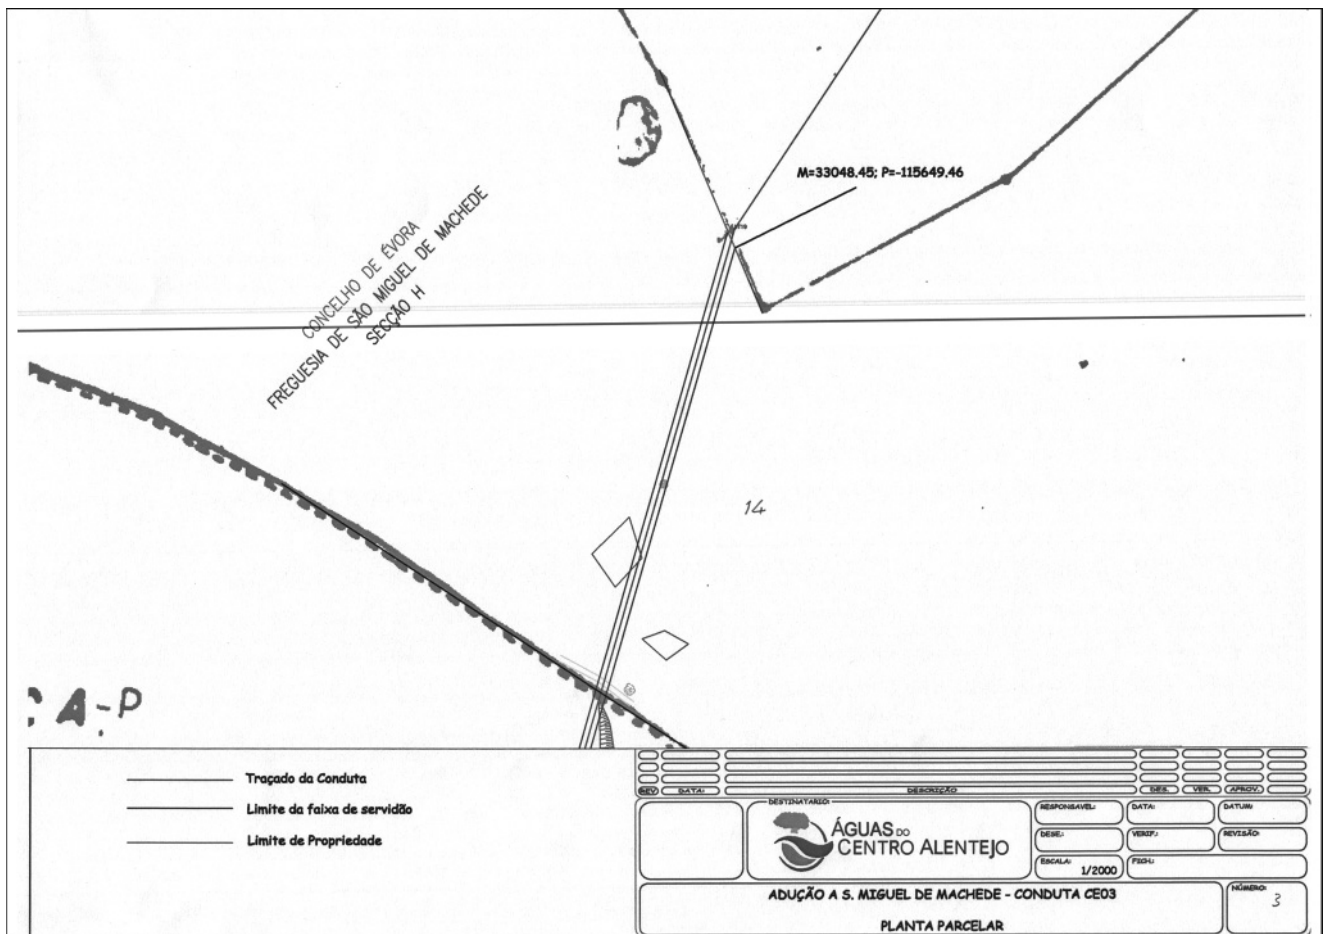 M=33048.45; P=-115649.46
CONCELHO DE ÉVORA
FREGUESIA DE SÃO MIGUEL DE MACHEDE
SECÇÃO H
14
A-P
Traçado da Conduta
Limite da faixa de servidão
Limite de Propriedade
REV DATA: DESCRIÇÃO DES. VER. APROV.
DESTINATÁRIO:
ÁGUAS DO
CENTRO ALENTEJO
RESPONSAVEL: DATA: DATUM:
DESE.: VERIF.: REVISÃO:
ESCALA: 1/2000 FICH.:
ADUÇÃO A S. MIGUEL DE MACHEDE - CONDUTA CE03
PLANTA PARCELAR
NÚMERO: 3